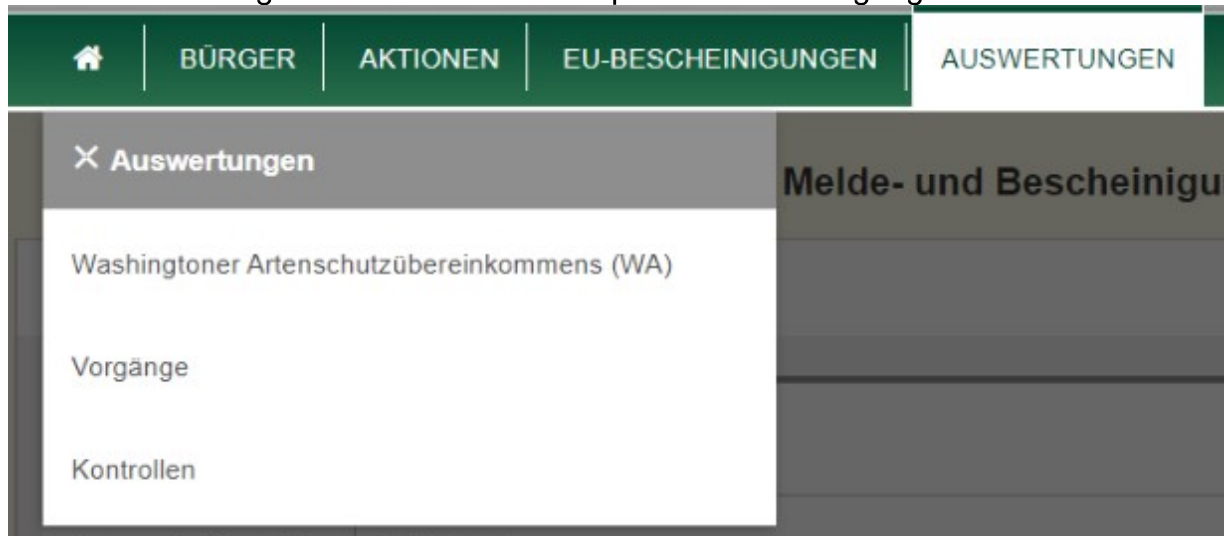 BÜRGER AKTIONEN EU-BESCHEINIGUNGEN AUSWERTUNGEN
× Auswertungen
Melde- und Bescheinigu
Washingtoner Artenschutzübereinkommens (WA)
Vorgänge
Kontrollen